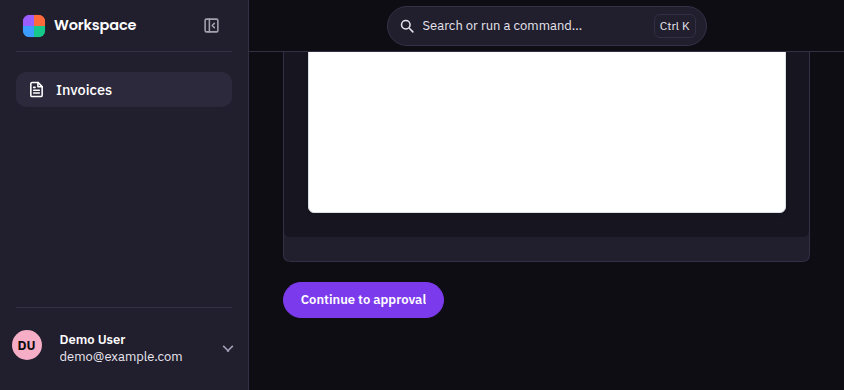 Workspace
Search or run a command...
Ctrl K
Invoices
Continue to approval
DU
Demo User
demo@example.com